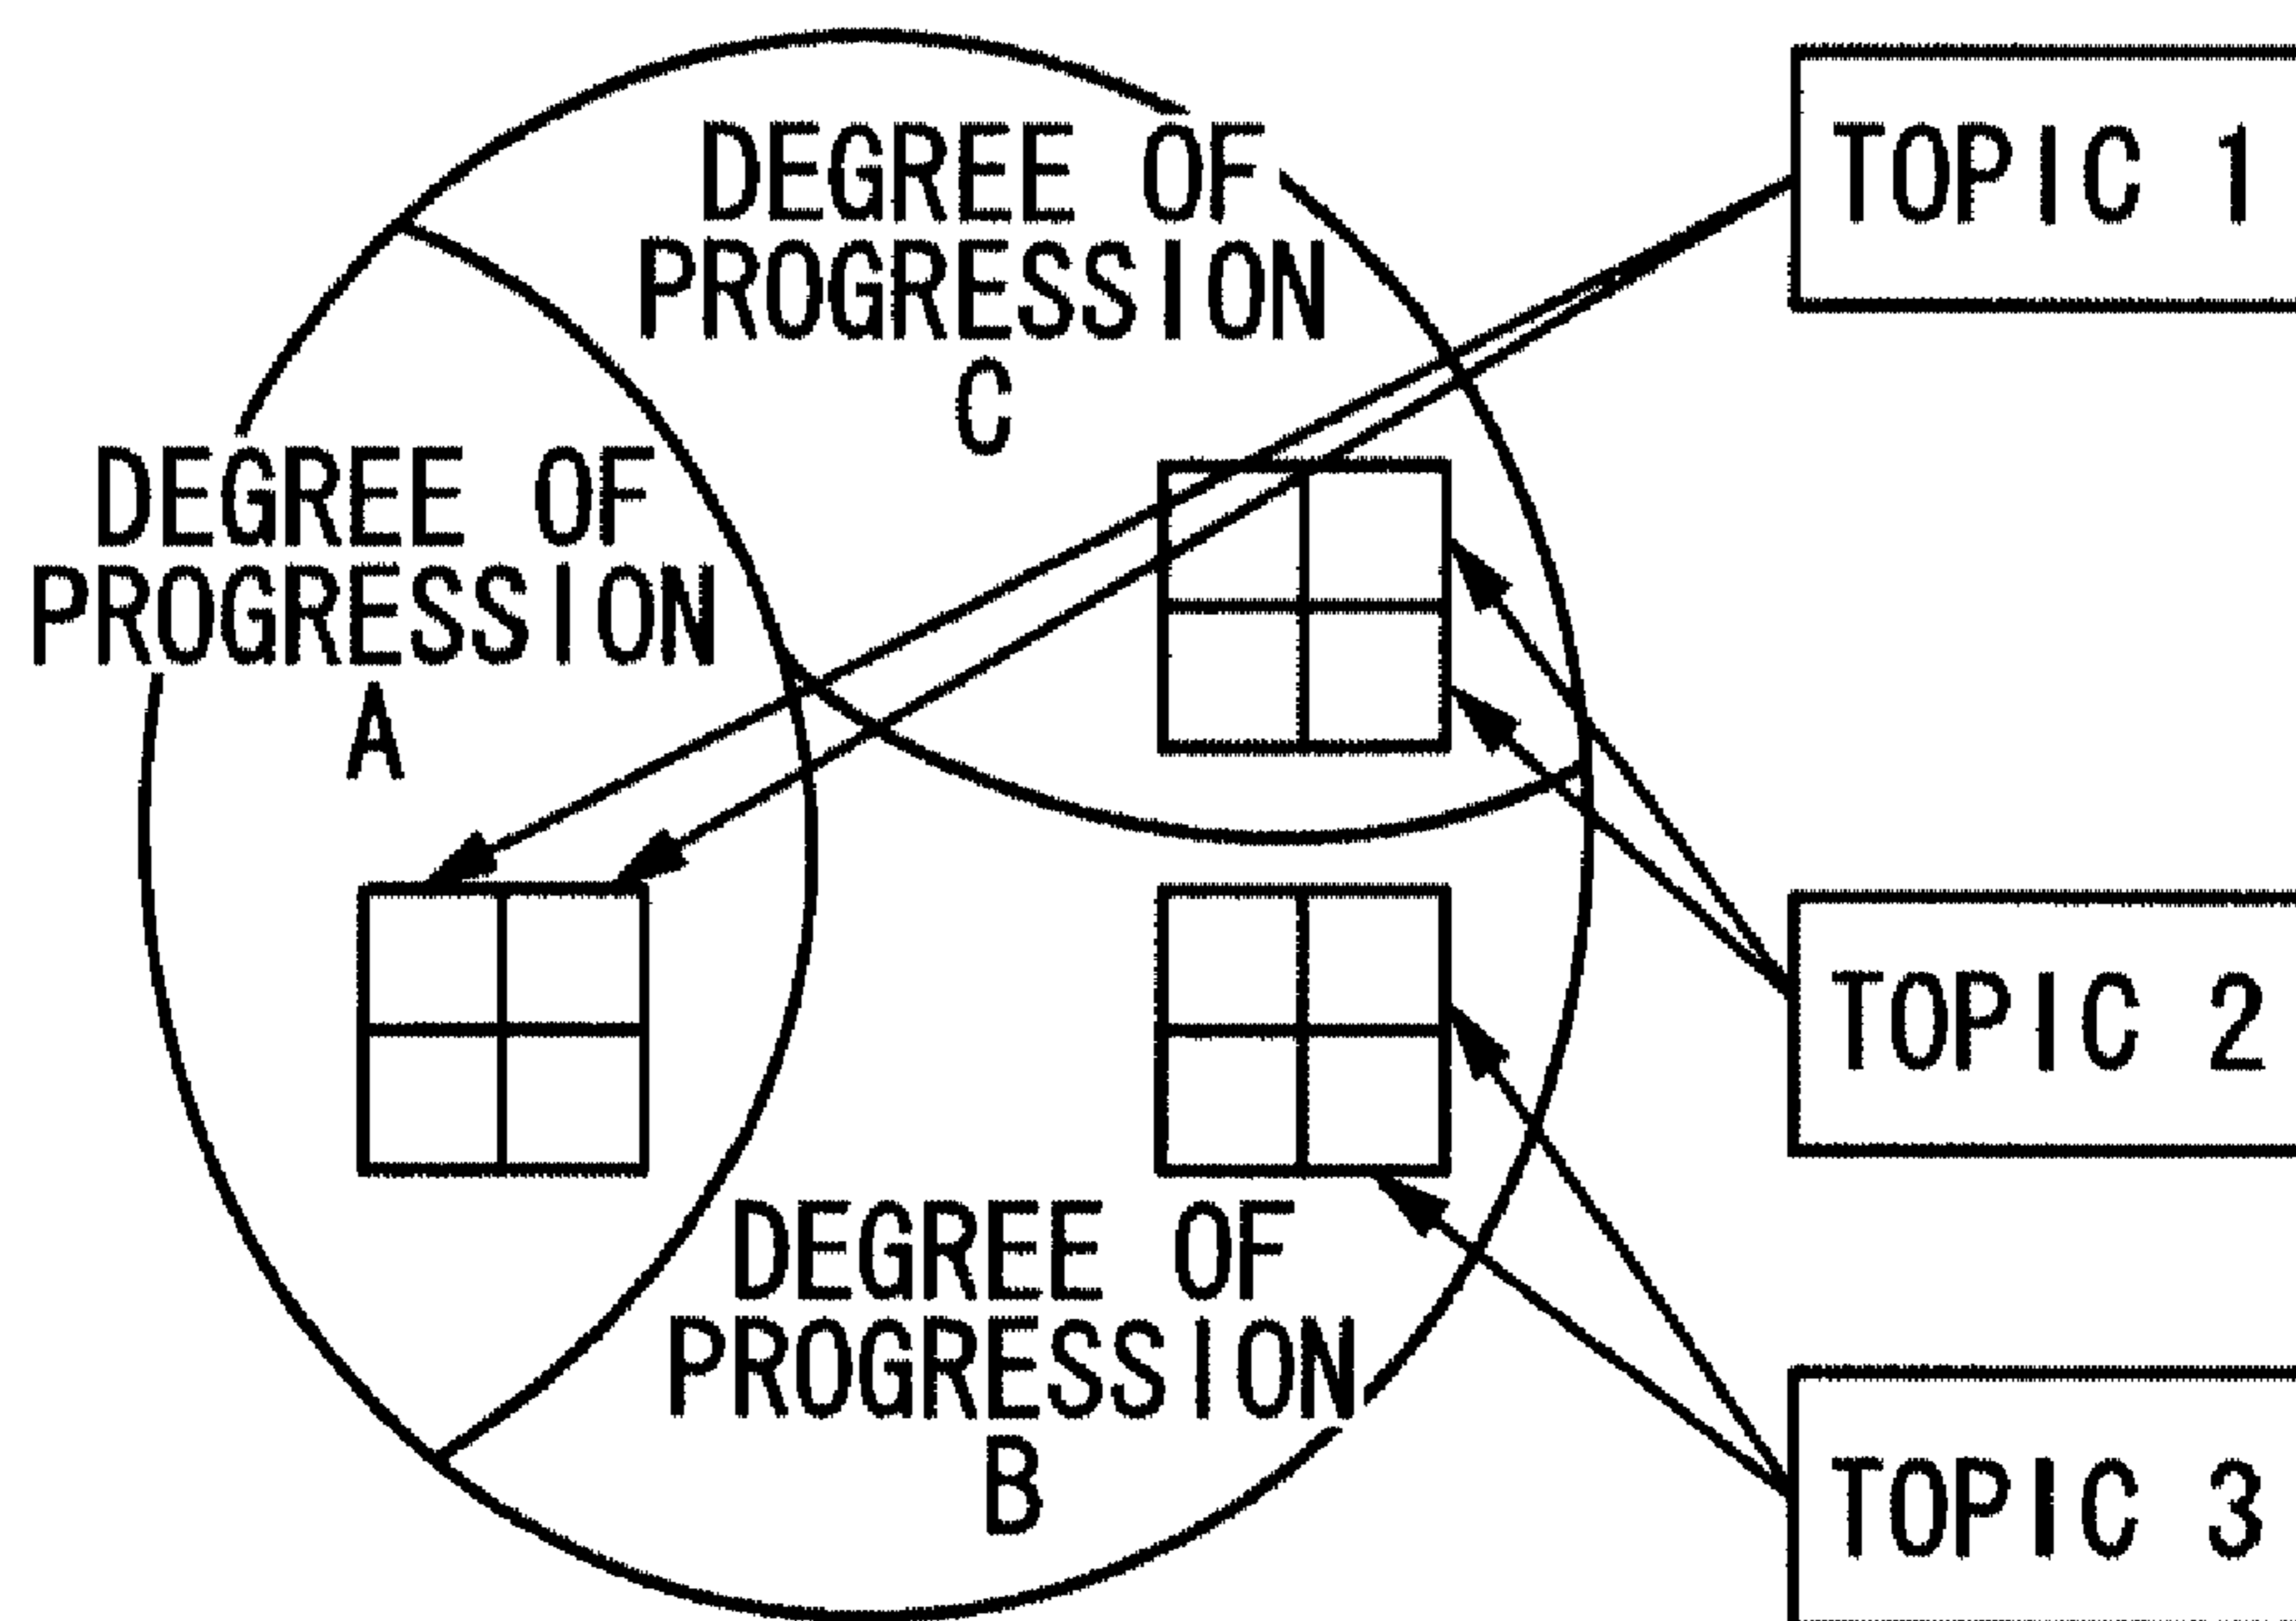 DEGREE OF
PROGRESSION
C
DEGREE OF
PROGRESSION
A
DEGREE OF
PROGRESSION
B
TOPIC 1
TOPIC 2
TOPIC 3